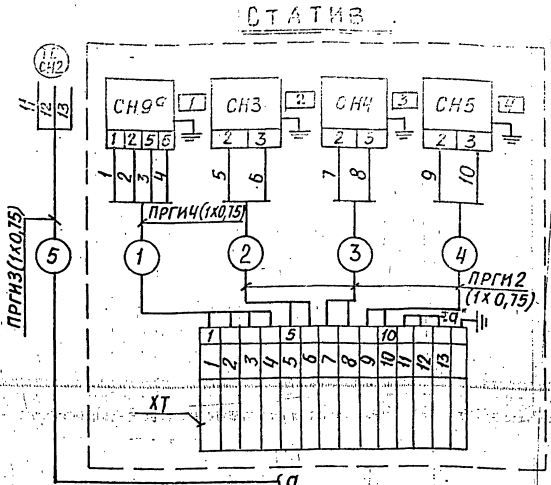 СТАТИВ
1Б
СН2
11 12 13
СН9а 1 СН3 2 СН4 3 СН5 4
1 2 5 6 2 3 2 3 2 3
1 2 3 4 5 6 7 8 9 10
ПРГИ4(1х0,75)
ПРГИ3(1х0,75)
5 1 2 3 4
ПРГИ2
(1х0,75)
"а"
1 5 10
1 2 3 4 5 6 7 8 9 10 11 12 13
ХТ
а